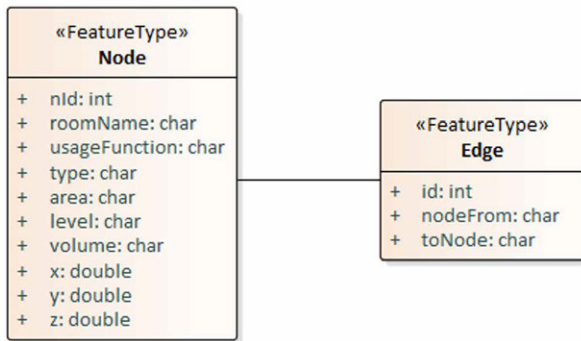 «FeatureType»
Node
+ nId: int
+ roomName: char
+ usageFunction: char
+ type: char
+ area: char
+ level: char
+ volume: char
+ x: double
+ y: double
+ z: double
«FeatureType»
Edge
+ id: int
+ nodeFrom: char
+ toNode: char